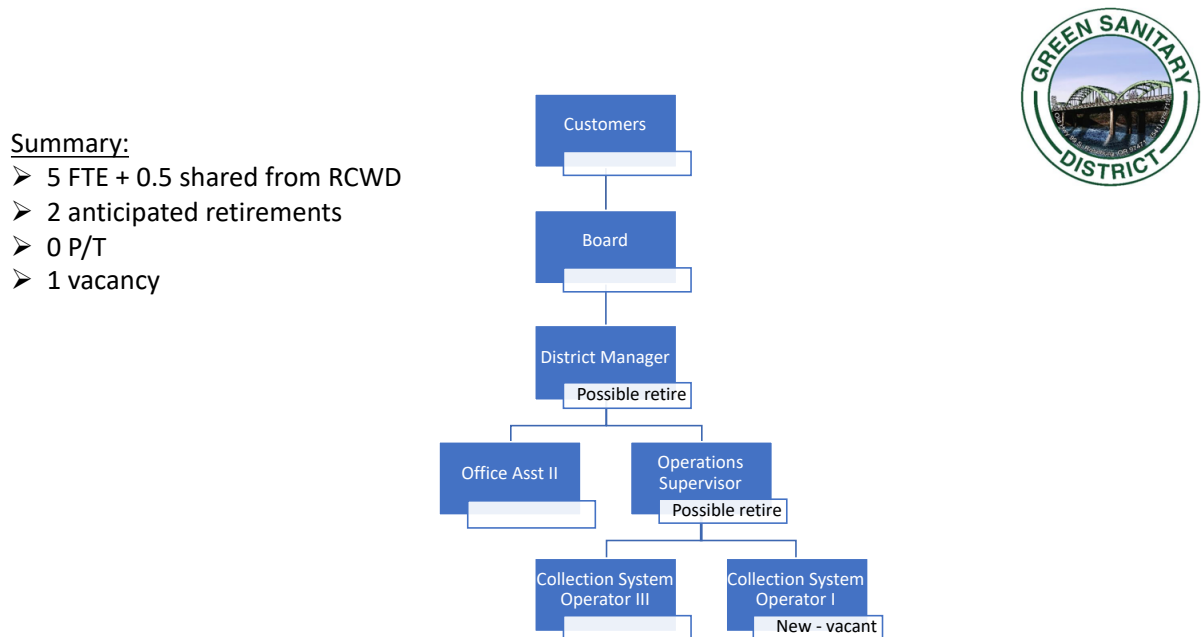 GREEN SANITARY
DISTRICT
Summary:
➢ 5 FTE + 0.5 shared from RCWD
➢ 2 anticipated retirements
➢ 0 P/T
➢ 1 vacancy
Customers
Board
District Manager
Possible retire
Office Asst II
Operations
Supervisor
Possible retire
Collection System
Operator III
Collection System
Operator I
New - vacant